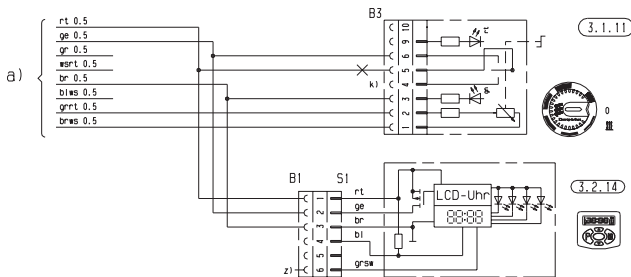 rt 0.5
ge 0.5
gr 0.5
wsrt 0.5
br 0.5
blws 0.5
grrt 0.5
brws 0.5
a)
B3
10
9
6
5
4
3
2
1
k)
τ
&
3.1.11
0
B1 S1
1 rt
2 ge
3 br
4 bl
5
6 grsw
z)
LCD-Uhr
88:88
3.2.14